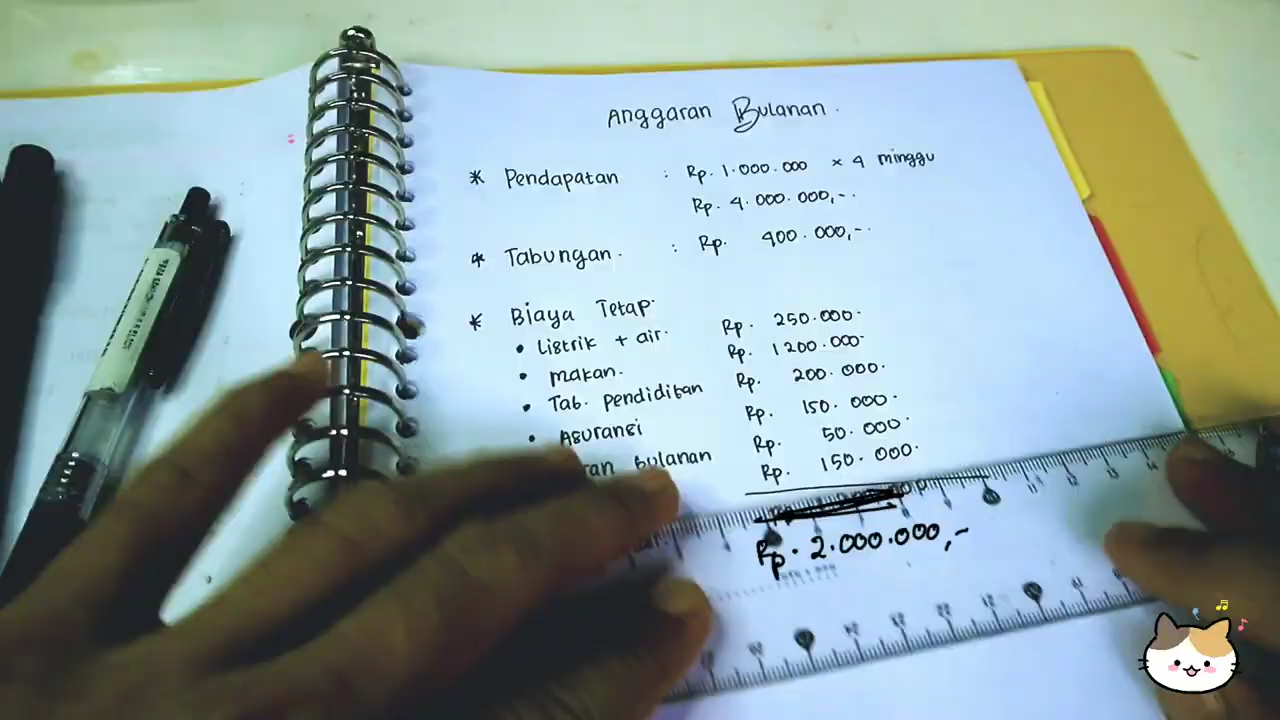 Anggaran Bulanan.
* Pendapatan : Rp. 1.000.000 × 4 minggu
Rp. 4.000.000,-.
* Tabungan. : Rp. 400.000,-.
* Biaya Tetap.
• Listrik + air. Rp. 250.000.
• makan. Rp. 1200.000.
• Tab. pendidikan Rp. 200.000.
• Asuransi Rp. 150.000.
bulanan Rp. 50.000.
Rp. 150.000.
Rp. 2.000.000,-